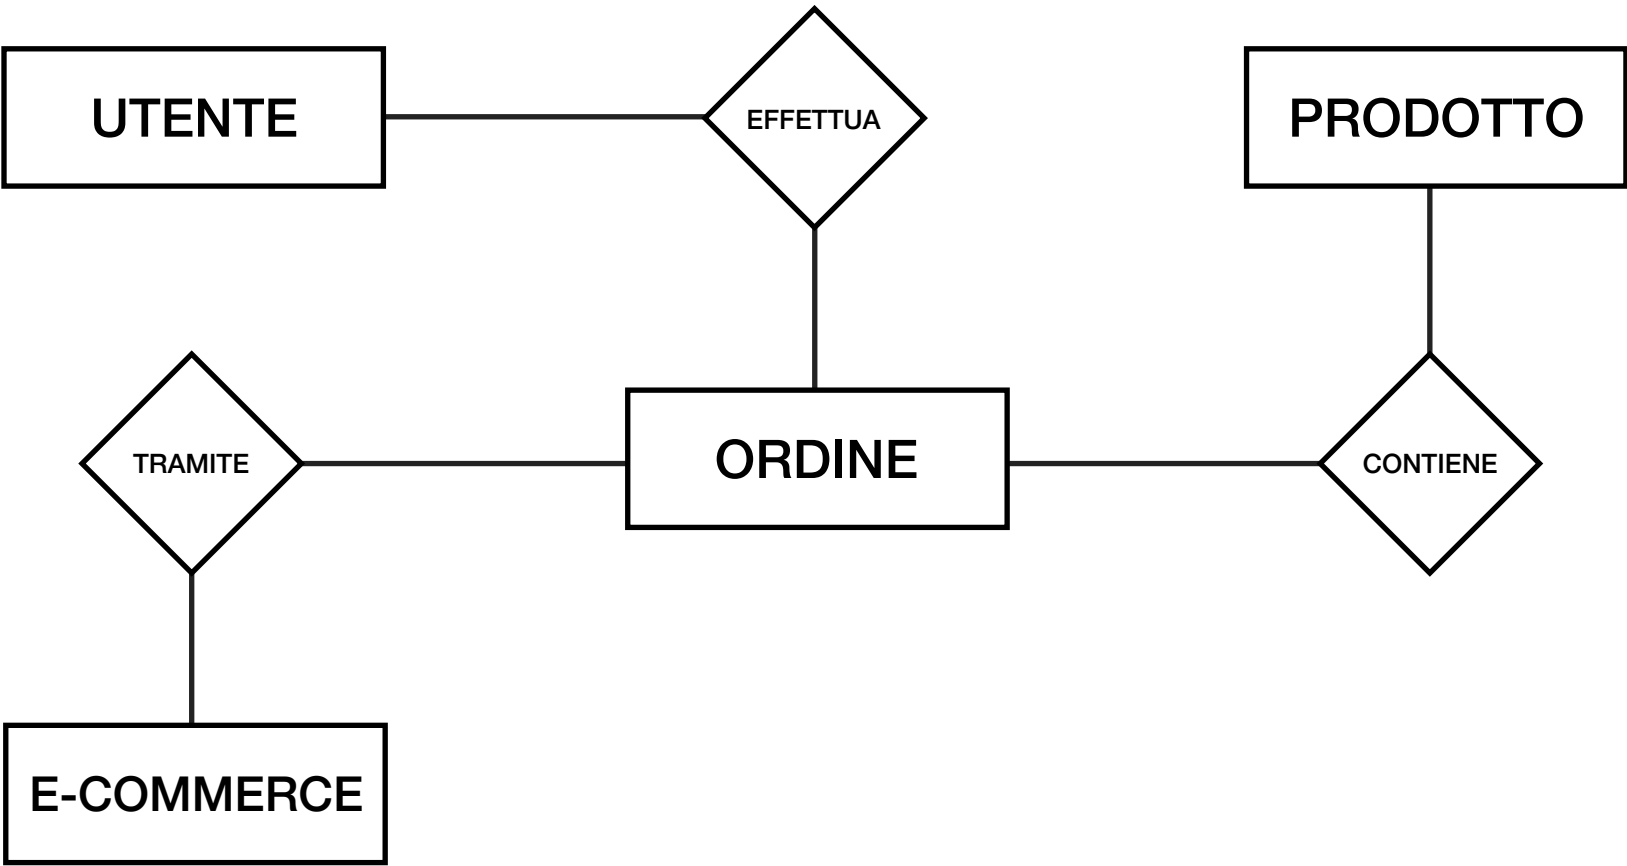 UTENTE
EFFETTUA
PRODOTTO
TRAMITE
ORDINE
CONTIENE
E-COMMERCE